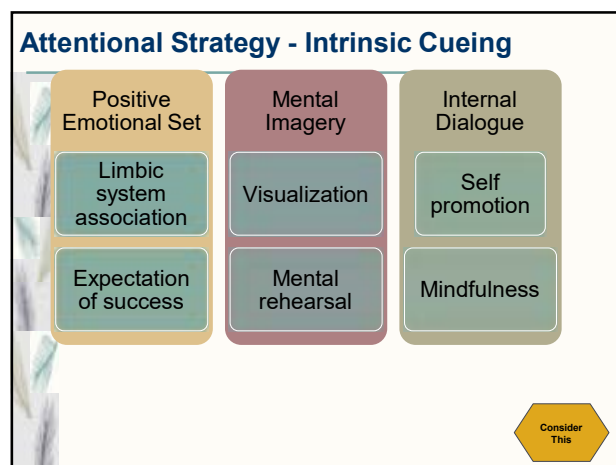 Attentional Strategy - Intrinsic Cueing
Positive
Emotional Set
Limbic
system
association
Expectation
of success
Mental
Imagery
Visualization
Mental
rehearsal
Internal
Dialogue
Self
promotion
Mindfulness
Consider
This